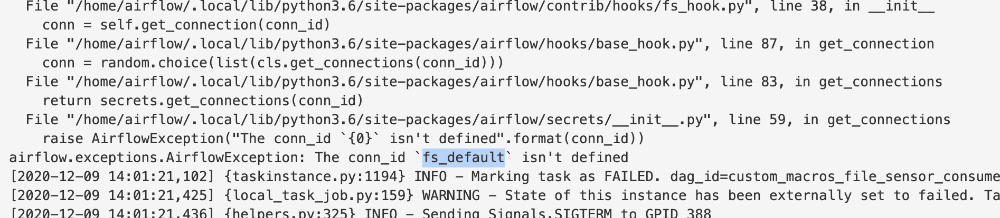 File "/home/airflow/.local/lib/python3.6/site-packages/airflow/contrib/hooks/fs_hook.py", line 38, in __init__
conn = self.get_connection(conn_id)
File "/home/airflow/.local/lib/python3.6/site-packages/airflow/hooks/base_hook.py", line 87, in get_connection
conn = random.choice(list(cls.get_connections(conn_id)))
File "/home/airflow/.local/lib/python3.6/site-packages/airflow/hooks/base_hook.py", line 83, in get_connections
return secrets.get_connections(conn_id)
File "/home/airflow/.local/lib/python3.6/site-packages/airflow/secrets/__init__.py", line 59, in get_connections
raise AirflowException("The conn_id `{0}` isn't defined".format(conn_id))
airflow.exceptions.AirflowException: The conn_id `fs_default` isn't defined
[2020-12-09 14:01:21,102] {taskinstance.py:1194} INFO - Marking task as FAILED. dag_id=custom_macros_file_sensor_consume
[2020-12-09 14:01:21,425] {local_task_job.py:159} WARNING - State of this instance has been externally set to failed. Ta
[2020-12-09 14:01:21,436] {helpers.py:325} INFO - Sending Signals.SIGTERM to GPID 388